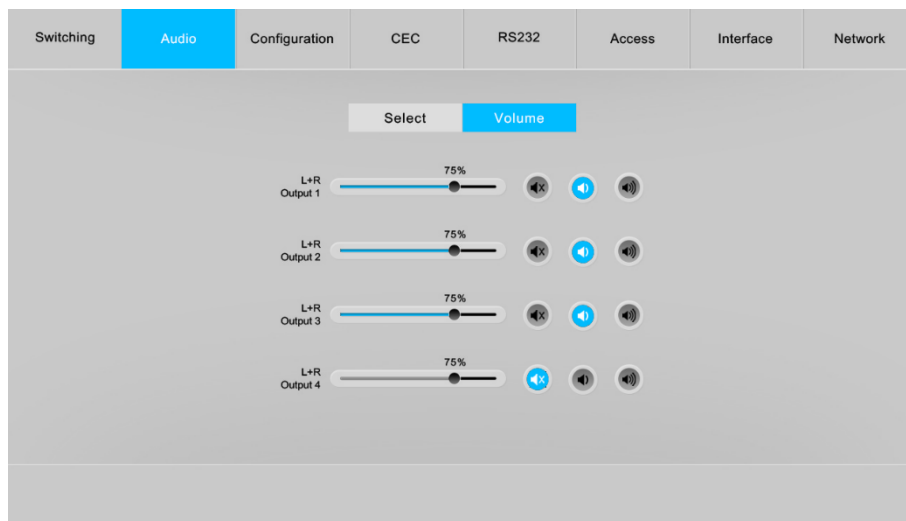 Switching Audio Configuration CEC RS232 Access Interface Network
Select Volume
75%
L+R
Output 1
75%
L+R
Output 2
75%
L+R
Output 3
75%
L+R
Output 4